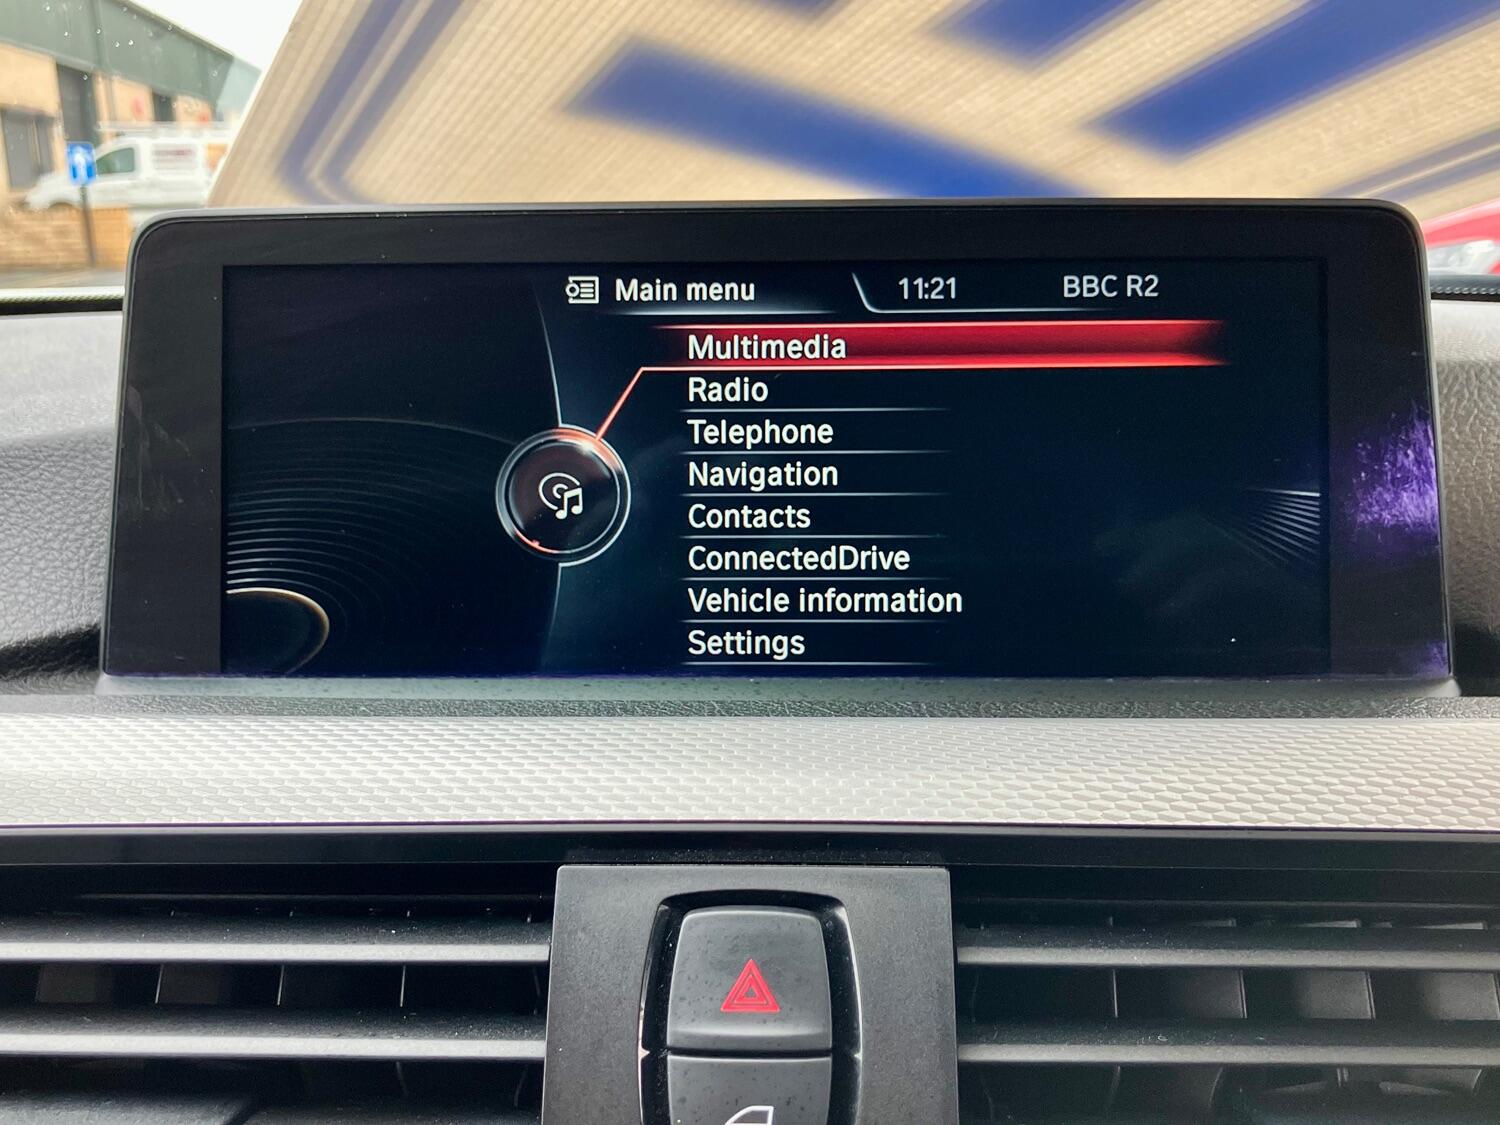 Main menu 11:21 BBC R2
Multimedia
Radio
Telephone
Navigation
Contacts
ConnectedDrive
Vehicle information
Settings